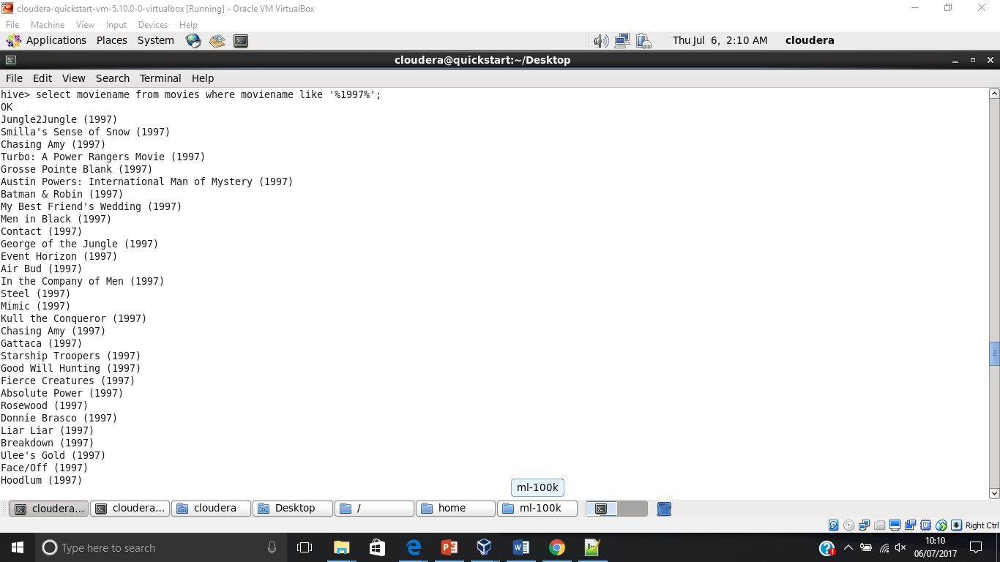 cloudera-quickstart-vm-5.10.0-0-virtualbox [Running] - Oracle VM VirtualBox
File Machine View Input Devices Help
Applications Places System Thu Jul 6, 2:10 AM cloudera
cloudera@quickstart:~/Desktop
File Edit View Search Terminal Help
hive> select moviename from movies where moviename like '%1997%';
OK
Jungle2Jungle (1997)
Smilla's Sense of Snow (1997)
Chasing Amy (1997)
Turbo: A Power Rangers Movie (1997)
Grosse Pointe Blank (1997)
Austin Powers: International Man of Mystery (1997)
Batman & Robin (1997)
My Best Friend's Wedding (1997)
Men in Black (1997)
Contact (1997)
George of the Jungle (1997)
Event Horizon (1997)
Air Bud (1997)
In the Company of Men (1997)
Steel (1997)
Mimic (1997)
Kull the Conqueror (1997)
Chasing Amy (1997)
Gattaca (1997)
Starship Troopers (1997)
Good Will Hunting (1997)
Fierce Creatures (1997)
Absolute Power (1997)
Rosewood (1997)
Donnie Brasco (1997)
Liar Liar (1997)
Breakdown (1997)
Ulee's Gold (1997)
Face/Off (1997)
Hoodlum (1997)
ml-100k
cloudera... cloudera... cloudera Desktop / home ml-100k
Right Ctrl
Type here to search
10:10
06/07/2017